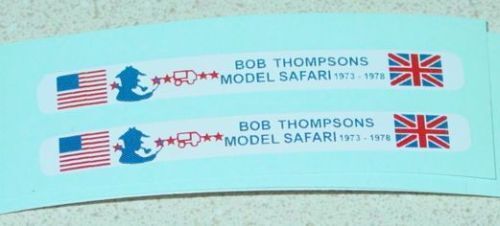 BOB THOMPSONS
MODEL SAFARI 1973 - 1978
BOB THOMPSONS
MODEL SAFARI 1973 - 1978